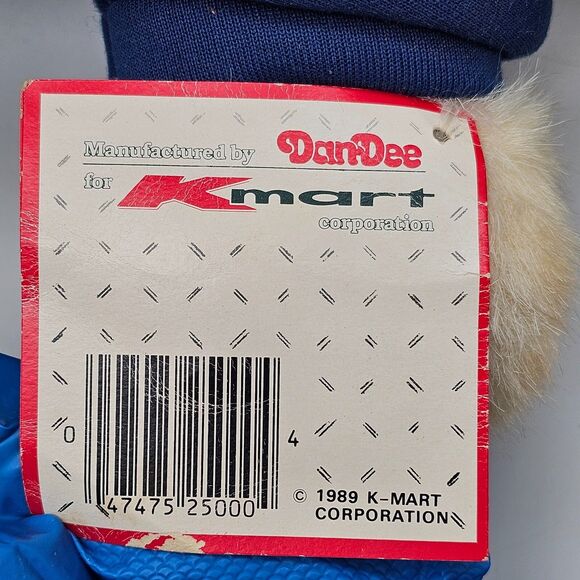 Manufactured by DanDee
for Kmart
corporation
0 47475 25000 4
© 1989 K-MART
CORPORATION